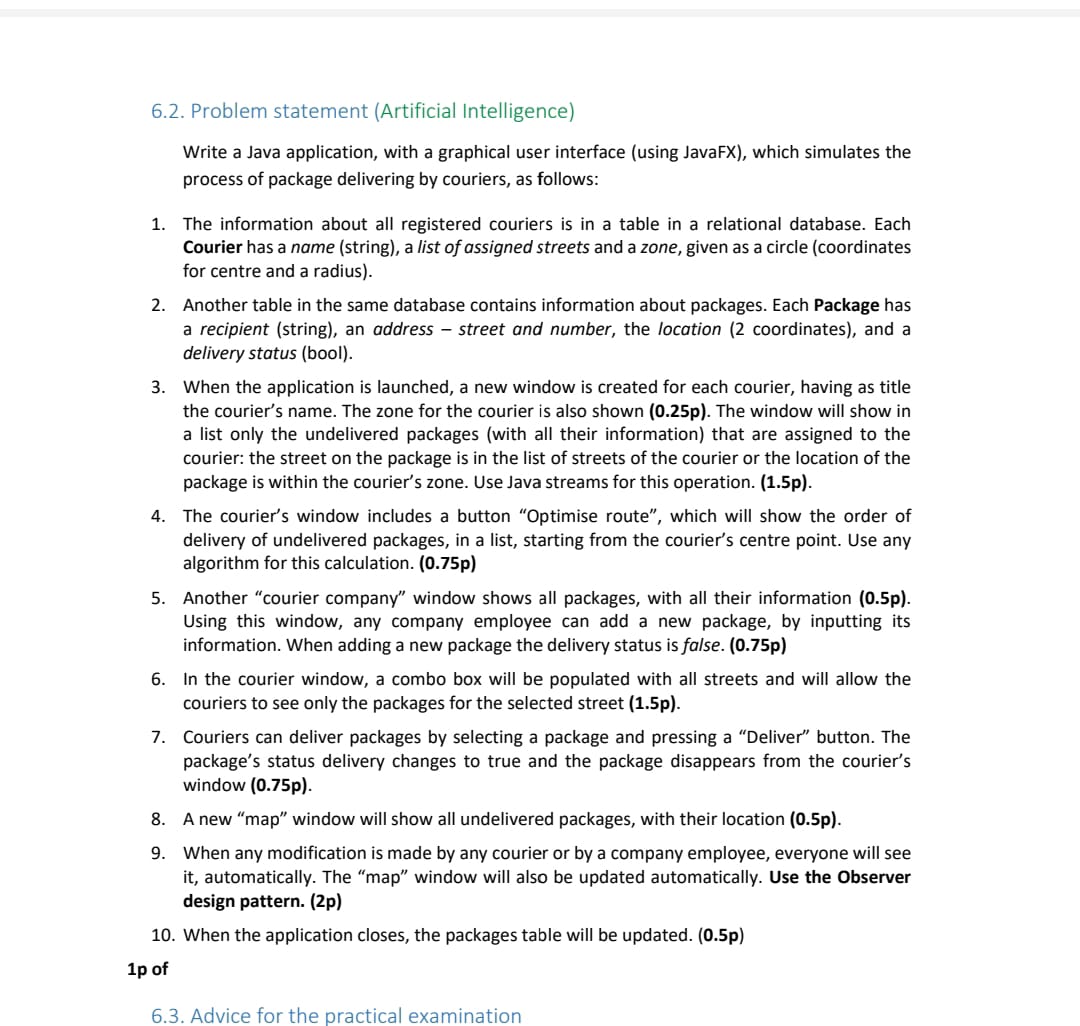 6.2. Problem statement (Artificial Intelligence)
Write a Java application, with a graphical user interface (using JavaFX), which simulates the
process of package delivering by couriers, as follows:
1. The information about all registered couriers is in a table in a relational database. Each
Courier has a name (string), a list of assigned streets and a zone, given as a circle (coordinates
for centre and a radius).
2. Another table in the same database contains information about packages. Each Package has
a recipient (string), an address – street and number, the location (2 coordinates), and a
delivery status (bool).
3. When the application is launched, a new window is created for each courier, having as title
the courier's name. The zone for the courier is also shown (0.25p). The window will show in
a list only the undelivered packages (with all their information) that are assigned to the
courier: the street on the package is in the list of streets of the courier or the location of the
package is within the courier's zone. Use Java streams for this operation. (1.5p).
4. The courier's window includes a button “Optimise route”, which will show the order of
delivery of undelivered packages, in a list, starting from the courier's centre point. Use any
algorithm for this calculation. (0.75p)
5. Another “courier company” window shows all packages, with all their information (0.5p).
Using this window, any company employee can add a new package, by inputting its
information. When adding a new package the delivery status is false. (0.75p)
6. In the courier window, a combo box will be populated with all streets and will allow the
couriers to see only the packages for the selected street (1.5p).
7. Couriers can deliver packages by selecting a package and pressing a “Deliver” button. The
package's status delivery changes to true and the package disappears from the courier's
window (0.75p).
8. A new “map” window will show all undelivered packages, with their location (0.5p).
9. When any modification is made by any courier or by a company employee, everyone will see
it, automatically. The “map” window will also be updated automatically. Use the Observer
design pattern. (2p)
10. When the application closes, the packages table will be updated. (0.5p)
1p of
6.3. Advice for the practical examination